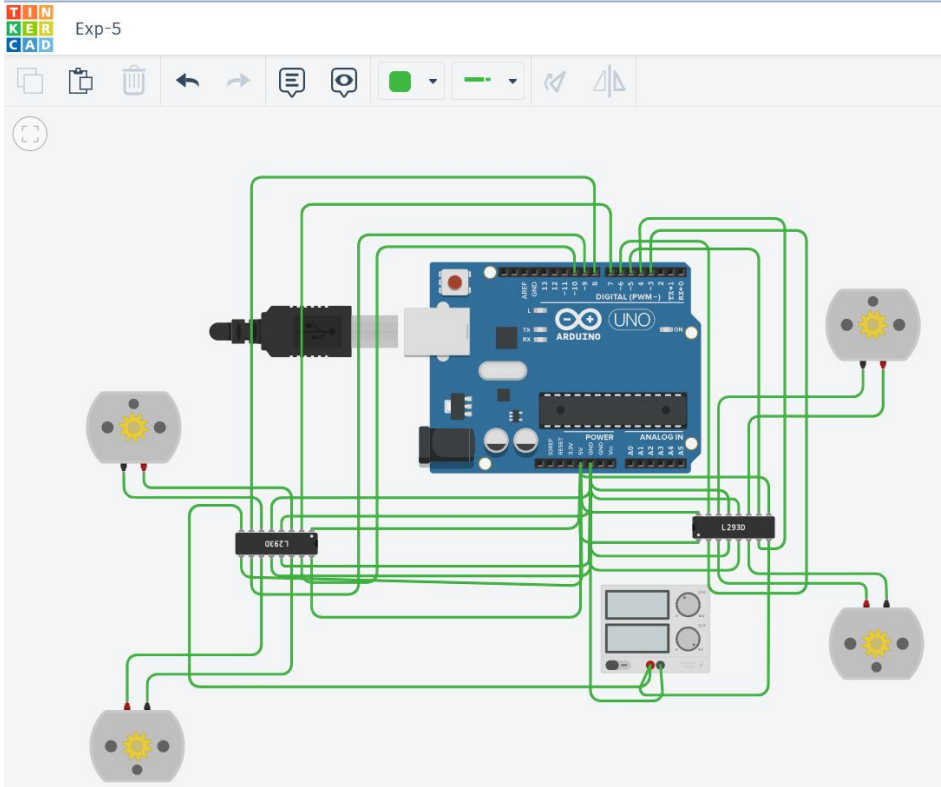 TIN
KER
CAD
Exp-5
AREF
GND
13
12
~11
~10
~9
8
7
~6
~5
4
~3
2
TX→1
RX←0
DIGITAL (PWM~)
L
TX
RX
ARDUINO
UNO
ON
IOREF
RESET
3.3V
5V
GND
GND
Vin
POWER
ANALOG IN
A0
A1
A2
A3
A4
A5
L293D
L293D